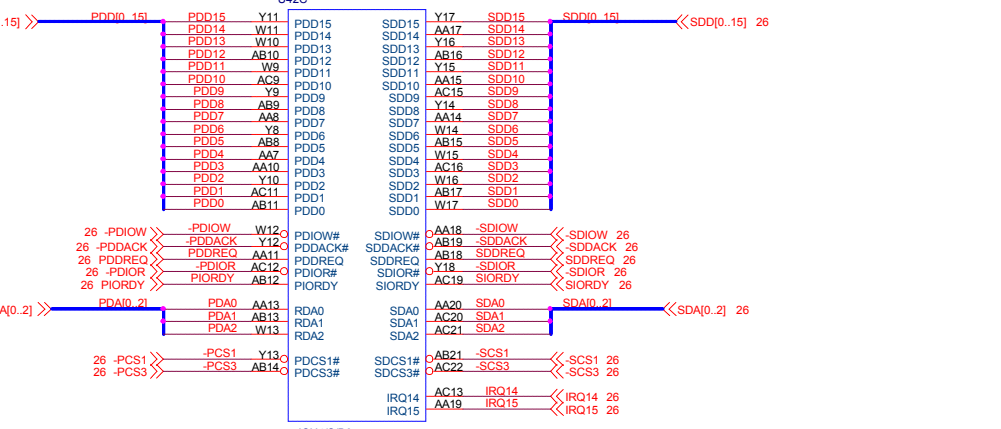 ..15] PDD[0..15] PDD15 Y11 PDD15 SDD15 Y17 SDD15 SDD[0..15] SDD[0..15] 26
PDD14 W11 PDD14 SDD14 AA17 SDD14
PDD13 W10 PDD13 SDD13 Y16 SDD13
PDD12 AB10 PDD12 SDD12 AB16 SDD12
PDD11 W9 PDD11 SDD11 Y15 SDD11
PDD10 AC9 PDD10 SDD10 AA15 SDD10
PDD9 Y9 PDD9 SDD9 AC15 SDD9
PDD8 AB9 PDD8 SDD8 Y14 SDD8
PDD7 AA8 PDD7 SDD7 AA14 SDD7
PDD6 Y8 PDD6 SDD6 W14 SDD6
PDD5 AB8 PDD5 SDD5 AB15 SDD5
PDD4 AA7 PDD4 SDD4 W15 SDD4
PDD3 AA10 PDD3 SDD3 AC16 SDD3
PDD2 Y10 PDD2 SDD2 W16 SDD2
PDD1 AC11 PDD1 SDD1 AB17 SDD1
PDD0 AB11 PDD0 SDD0 W17 SDD0
26 -PDIOW -PDIOW W12 PDIOW# SDIOW# AA18 -SDIOW -SDIOW 26
26 -PDDACK -PDDACK Y12 PDDACK# SDDACK# AB19 -SDDACK -SDDACK 26
26 PDDREQ PDDREQ AA11 PDDREQ SDDREQ AB18 SDDREQ SDDREQ 26
26 -PDIOR -PDIOR AC12 PDIOR# SDIOR# Y18 -SDIOR -SDIOR 26
26 PIORDY PIORDY AB12 PIORDY SIORDY AC19 SIORDY SIORDY 26
A[0..2] PDA[0..2] PDA0 AA13 RDA0 SDA0 AA20 SDA0 SDA[0..2] SDA[0..2] 26
PDA1 AB13 RDA1 SDA1 AC20 SDA1
PDA2 W13 RDA2 SDA2 AC21 SDA2
26 -PCS1 -PCS1 Y13 PDCS1# SDCS1# AB21 -SCS1 -SCS1 26
26 -PCS3 -PCS3 AB14 PDCS3# SDCS3# AC22 -SCS3 -SCS3 26
IRQ14 AC13 IRQ14 IRQ14 26
IRQ15 AA19 IRQ15 IRQ15 26